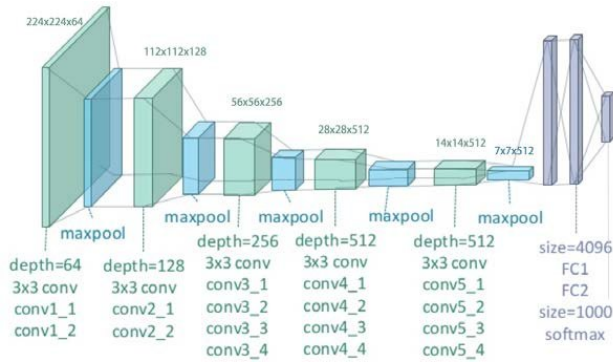 224x224x64
112x112x128
56x56x256
28x28x512
14x14x512
7x7x512
maxpool
maxpool
maxpool
maxpool
maxpool
depth=64
3x3 conv
conv1_1
conv1_2
depth=128
3x3 conv
conv2_1
conv2_2
depth=256
3x3 conv
conv3_1
conv3_2
conv3_3
conv3_4
depth=512
3x3 conv
conv4_1
conv4_2
conv4_3
conv4_4
depth=512
3x3 conv
conv5_1
conv5_2
conv5_3
conv5_4
size=4096
FC1
FC2
size=1000
softmax